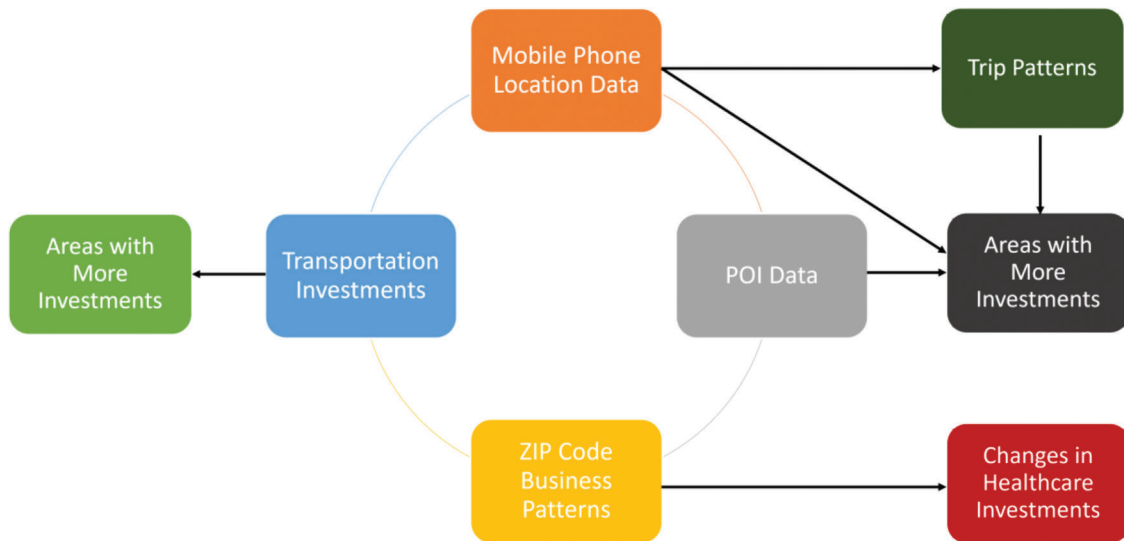 Mobile Phone
Location Data
Trip Patterns
Areas with
More
Investments
Transportation
Investments
POI Data
Areas with
More
Investments
ZIP Code
Business
Patterns
Changes in
Healthcare
Investments